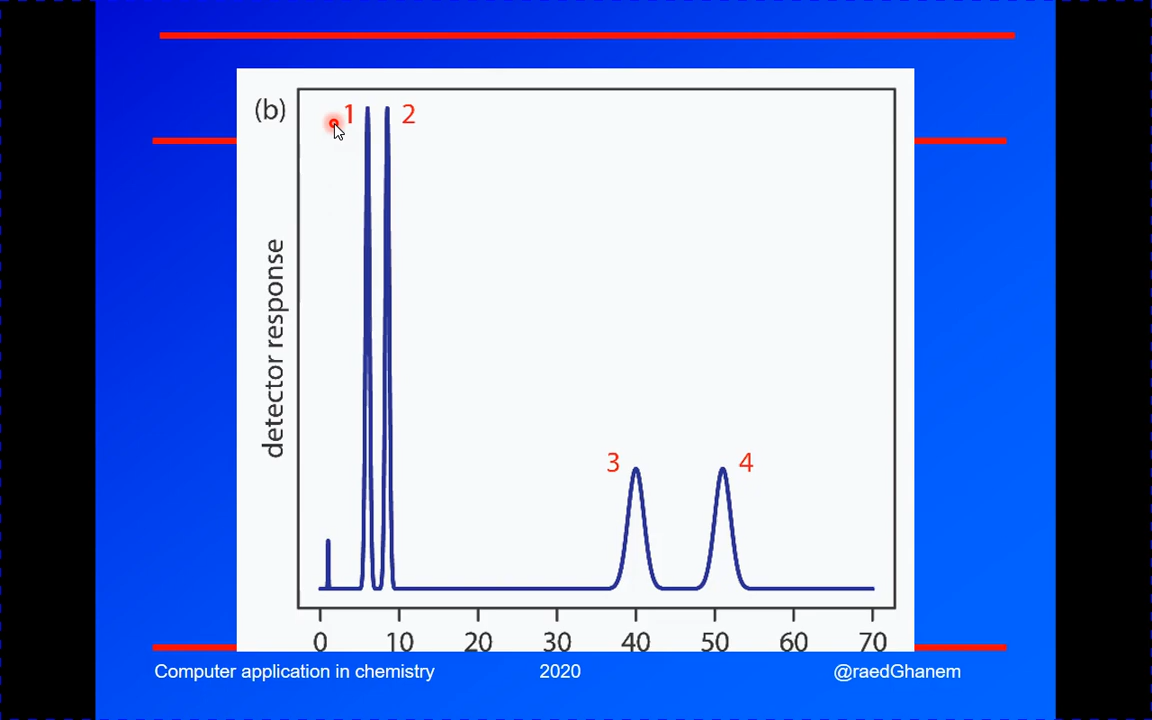 (b)
1 2
detector response
3 4
0 10 20 30 40 50 60 70
Computer application in chemistry 2020 @raedGhanem